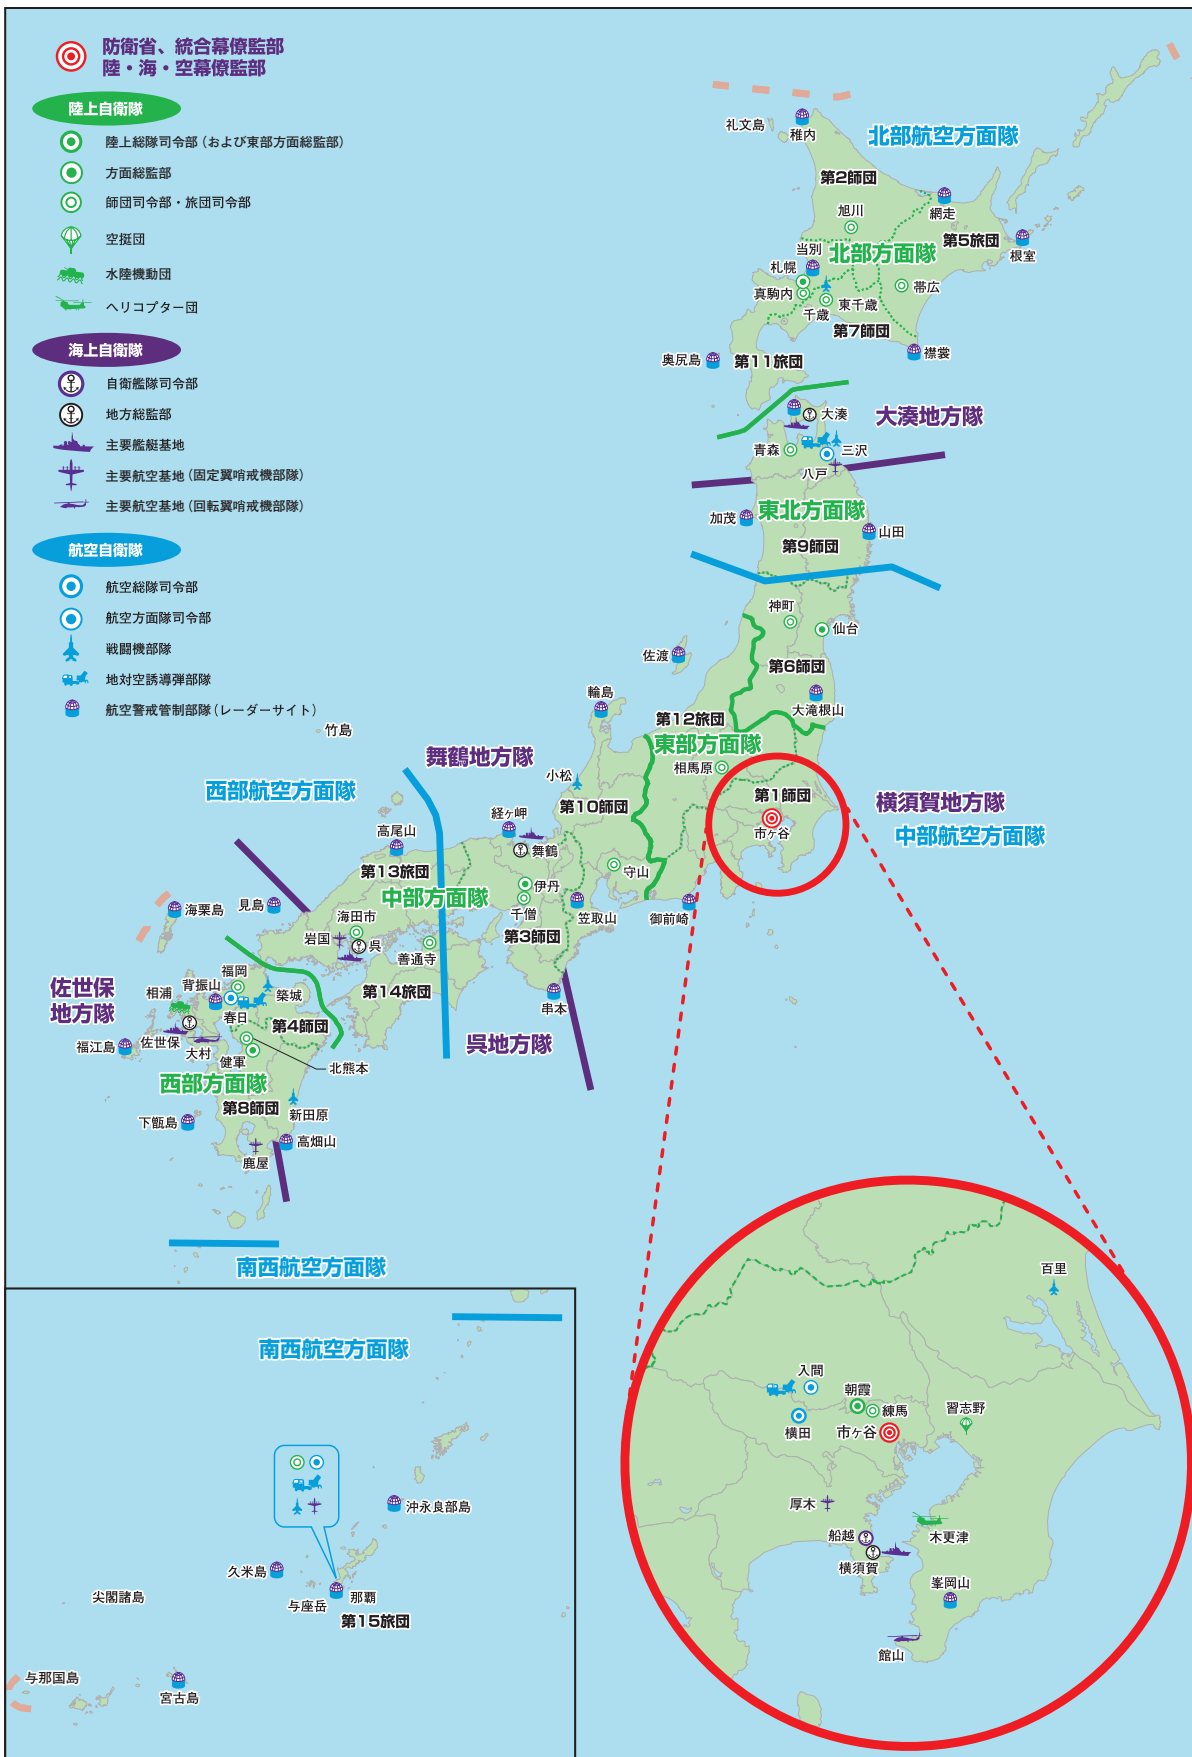 防衛省、統合幕僚監部
陸・海・空幕僚監部
陸上自衛隊
陸上総隊司令部（および東部方面総監部）
方面総監部
師団司令部・旅団司令部
空挺団
水陸機動団
ヘリコプター団
海上自衛隊
自衛艦隊司令部
地方総監部
主要艦艇基地
主要航空基地（固定翼哨戒機部隊）
主要航空基地（回転翼哨戒機部隊）
航空自衛隊
航空総隊司令部
航空方面隊司令部
戦闘機部隊
地対空誘導弾部隊
航空警戒管制部隊（レーダーサイト）
礼文島
稚内
北部航空方面隊
第2師団
網走
旭川
第5旅団
根室
当別
北部方面隊
札幌
真駒内
帯広
千歳
東千歳
第7師団
襟裳
奥尻島
第11旅団
大湊
大湊地方隊
青森
三沢
八戸
東北方面隊
加茂
山田
第9師団
神町
仙台
佐渡
第6師団
輪島
大滝根山
第12旅団
竹島
東部方面隊
舞鶴地方隊
相馬原
小松
西部航空方面隊
第1師団
横須賀地方隊
第10師団
経ヶ岬
市ヶ谷
中部航空方面隊
高尾山
舞鶴
第13旅団
守山
中部方面隊
伊丹
千僧
海栗島
見島
海田市
笠取山
御前崎
岩国
呉
第3師団
善通寺
福岡
佐世保
地方隊
相浦
背振山
築城
第14旅団
串本
春日
第4師団
呉地方隊
福江島
佐世保
大村
健軍
北熊本
西部方面隊
第8師団
新田原
下甑島
高畑山
鹿屋
南西航空方面隊
南西航空方面隊
沖永良部島
久米島
尖閣諸島
与座岳
那覇
第15旅団
与那国島
宮古島
百里
入間
朝霞
練馬
習志野
横田
市ヶ谷
厚木
木更津
船越
横須賀
峯岡山
館山